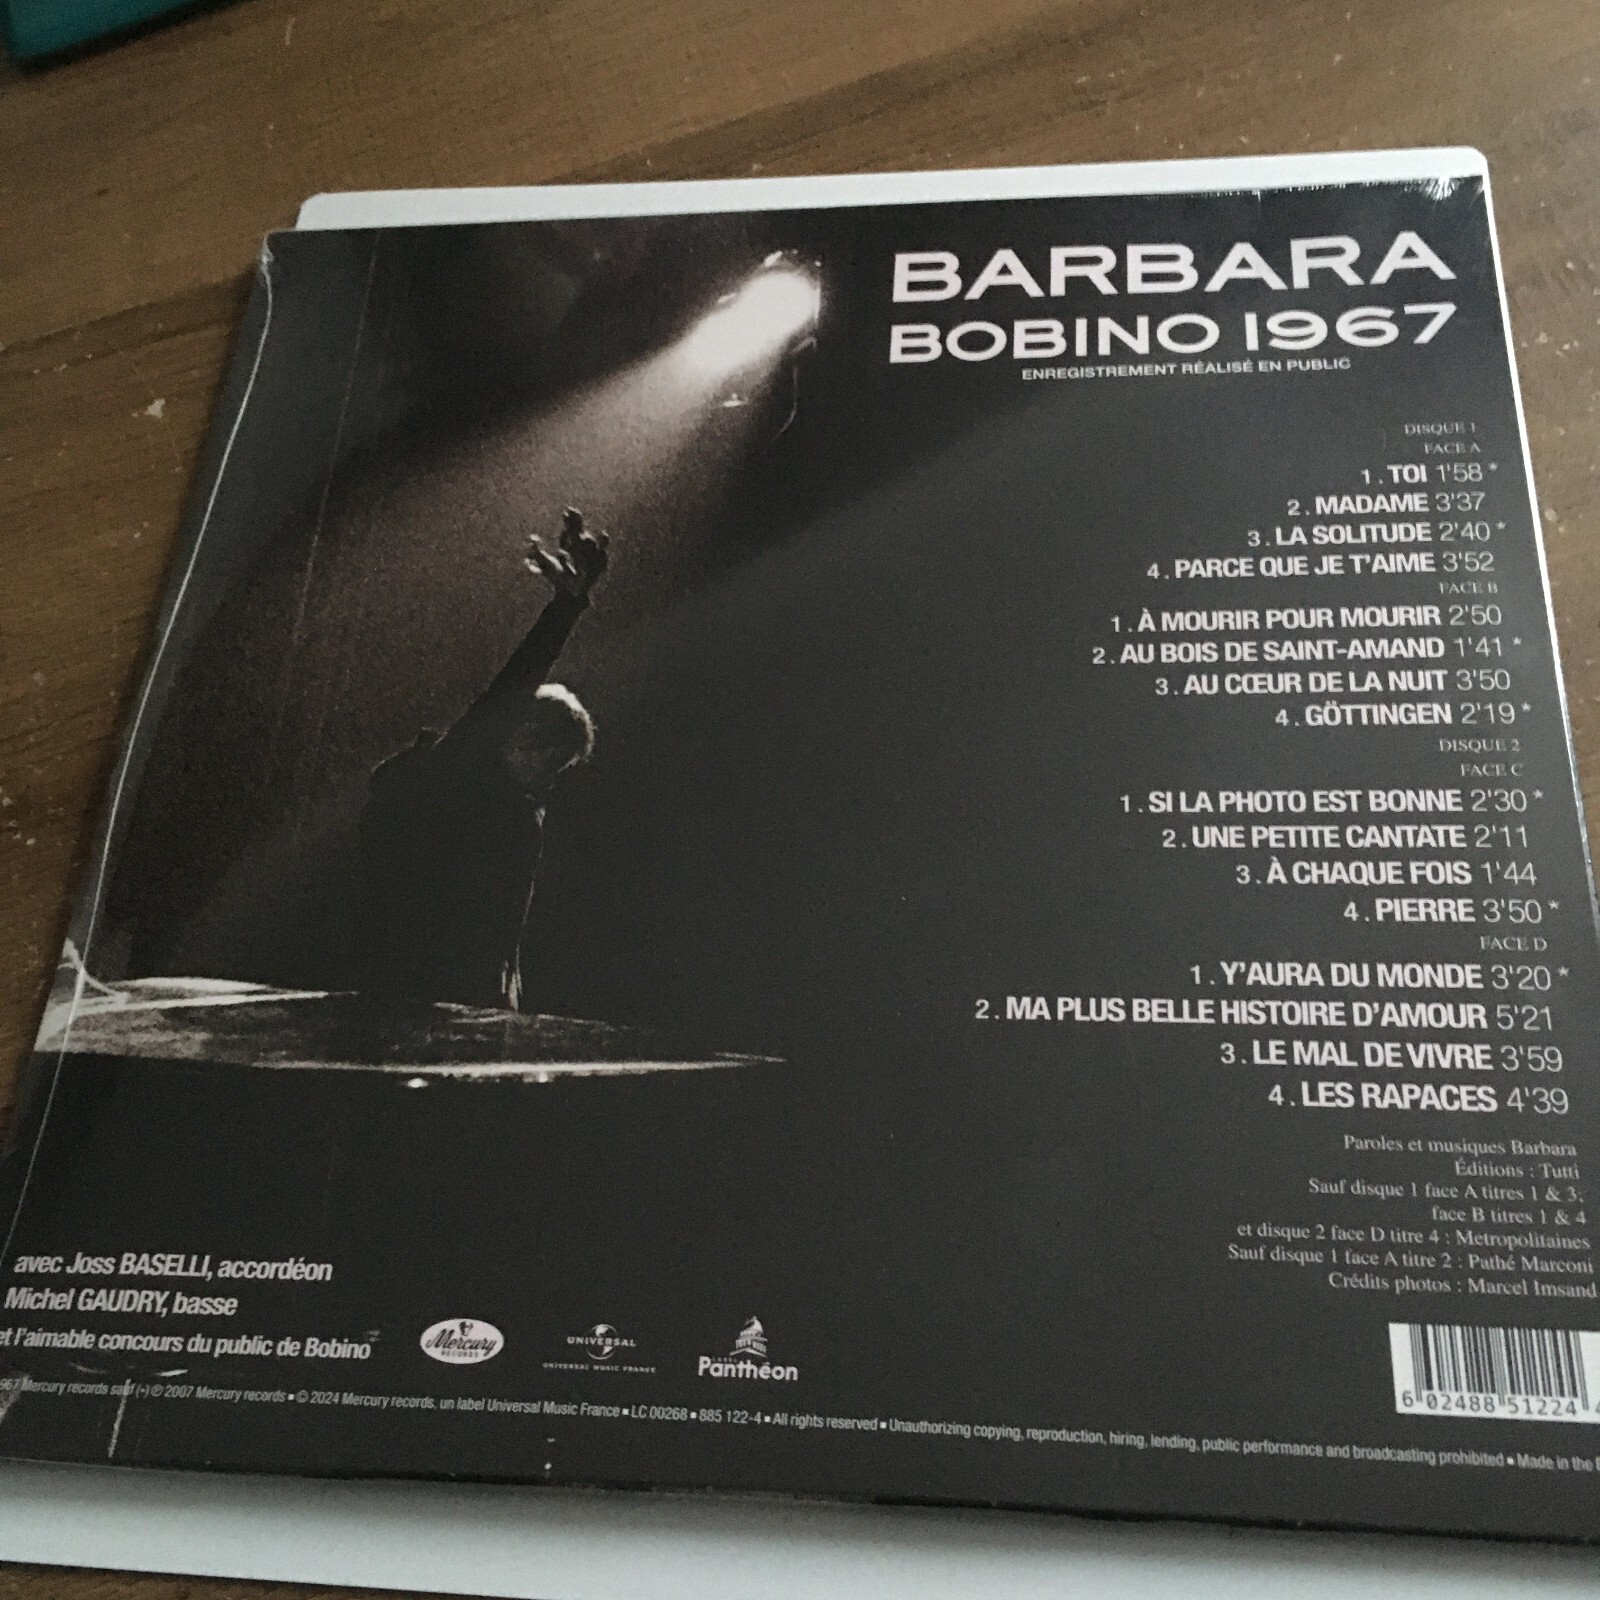 BARBARA
BOBINO 1967
ENREGISTREMENT RÉALISÉ EN PUBLIC
DISQUE 1
FACE A
1. TOI 1'58 *
2. MADAME 3'37
3. LA SOLITUDE 2'40 *
4. PARCE QUE JE T'AIME 3'52
FACE B
1. À MOURIR POUR MOURIR 2'50
2. AU BOIS DE SAINT-AMAND 1'41 *
3. AU CŒUR DE LA NUIT 3'50
4. GÖTTINGEN 2'19 *
DISQUE 2
FACE C
1. SI LA PHOTO EST BONNE 2'30 *
2. UNE PETITE CANTATE 2'11
3. À CHAQUE FOIS 1'44
4. PIERRE 3'50 *
FACE D
1. Y'AURA DU MONDE 3'20 *
2. MA PLUS BELLE HISTOIRE D'AMOUR 5'21
3. LE MAL DE VIVRE 3'59
4. LES RAPACES 4'39
Paroles et musiques Barbara
Éditions : Tutti
Sauf disque 1 face A titres 1 & 3,
face B titres 1 & 4
et disque 2 face D titre 4 : Metropolitaines
Sauf disque 1 face A titre 2 : Pathé Marconi
Crédits photos : Marcel Imsand
avec Joss BASELLI, accordéon
Michel GAUDRY, basse
et l'aimable concours du public de Bobino
Mercury
RECORDS
UNIVERSAL
UNIVERSAL MUSIC FRANCE
LABEL
Panthéon
6 02488 51224
967 Mercury records sauf (*) ℗ 2007 Mercury records ▪ © 2024 Mercury records, un label Universal Music France ▪ LC 00268 ▪ 885 122-4 ▪ All rights reserved ▪ Unauthorizing copying, reproduction, hiring, lending, public performance and broadcasting prohibited ▪ Made in the